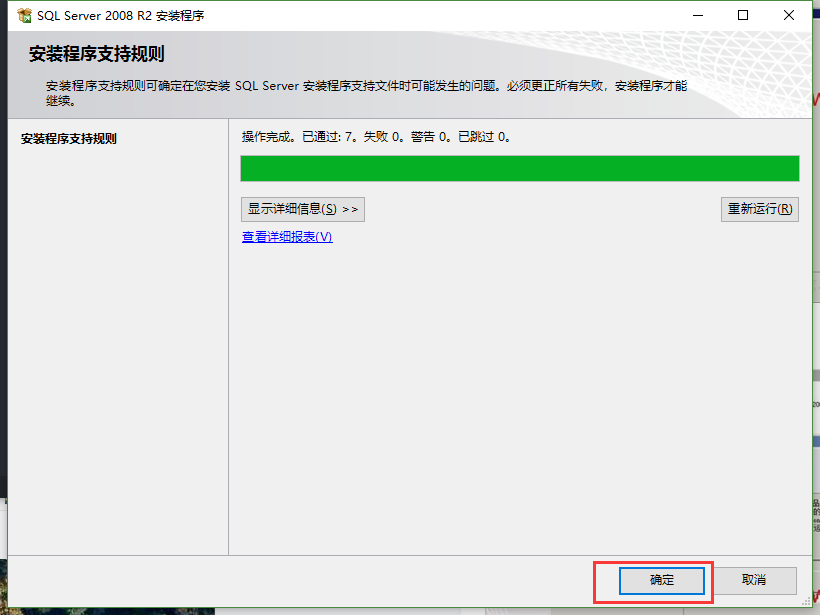 SQL Server 2008 R2 安装程序
安装程序支持规则
安装程序支持规则可确定在您安装 SQL Server 安装程序支持文件时可能发生的问题。必须更正所有失败，安装程序才能
继续。
安装程序支持规则
操作完成。已通过: 7。失败 0。警告 0。已跳过 0。
显示详细信息(S) >>
重新运行(R)
查看详细报表(V)
确定
取消